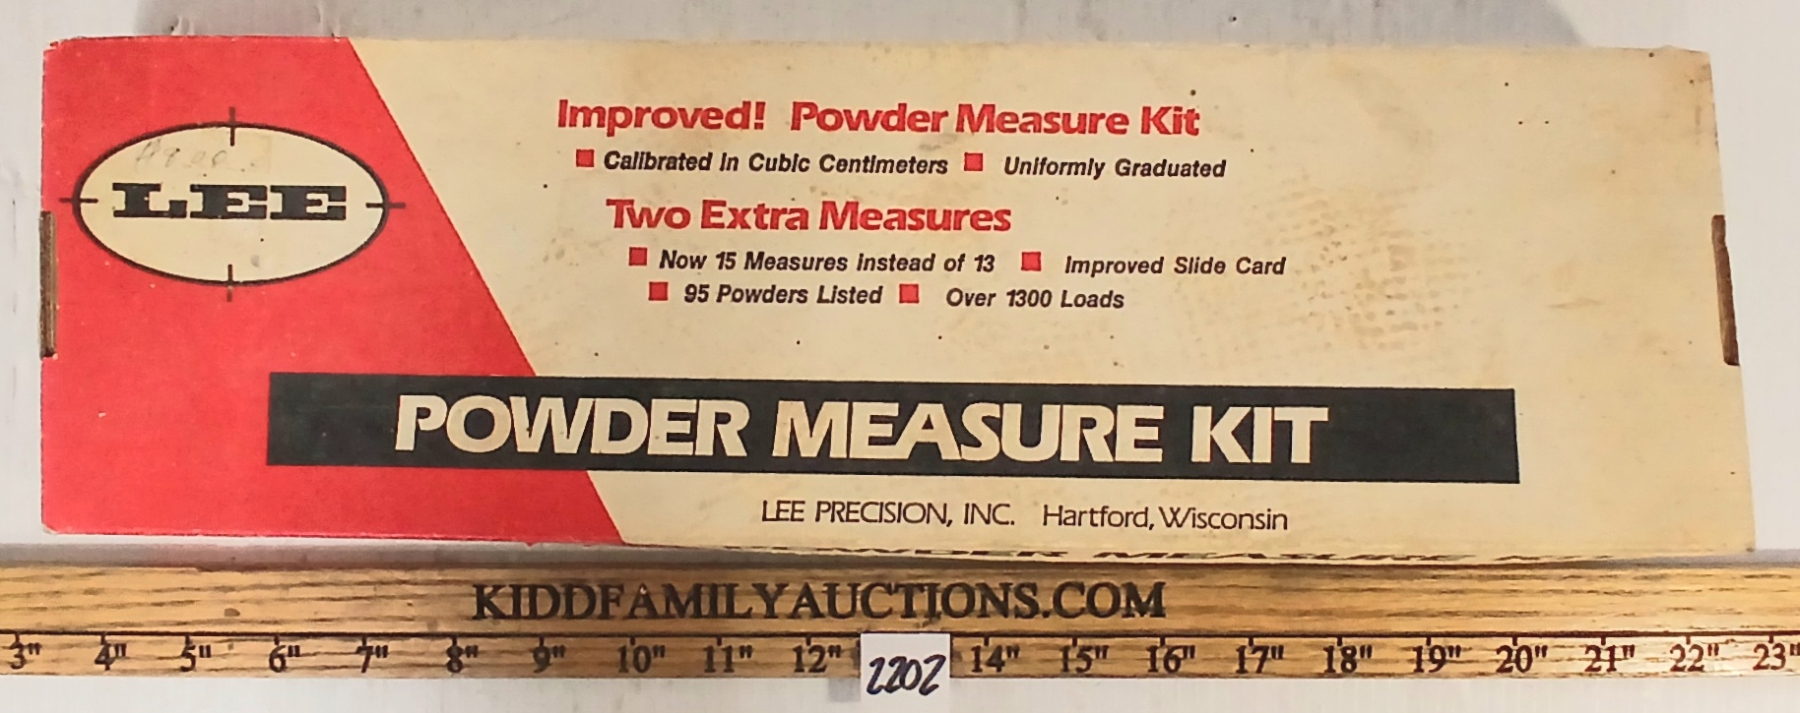 Improved! Powder Measure Kit
Calibrated in Cubic Centimeters Uniformly Graduated
LEE
Two Extra Measures
Now 15 Measures instead of 13 Improved Slide Card
95 Powders Listed Over 1300 Loads
POWDER MEASURE KIT
LEE PRECISION, INC. Hartford, Wisconsin
POWDER MEASURE KIT
KIDDFAMILYAUCTIONS.COM
3" 4" 5" 6" 7" 8" 9" 10" 11" 12" 14" 15" 16" 17" 18" 19" 20" 21" 22" 23"
2202